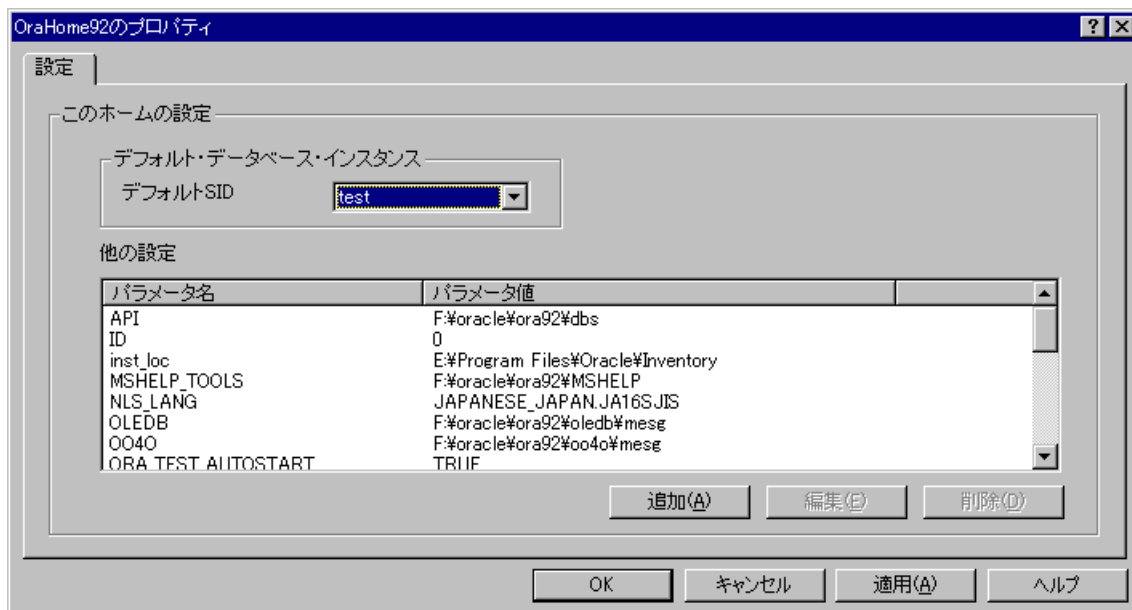 OraHome92のプロパティ
設定
このホームの設定
デフォルト・データベース・インスタンス
デフォルトSID test
他の設定
パラメータ名 パラメータ値
API F:¥oracle¥ora92¥dbs
ID 0
inst_loc E:¥Program Files¥Oracle¥Inventory
MSHELP_TOOLS F:¥oracle¥ora92¥MSHELP
NLS_LANG JAPANESE_JAPAN.JA16SJIS
OLEDB F:¥oracle¥ora92¥oledb¥mesg
OO4O F:¥oracle¥ora92¥oo4o¥mesg
ORA_TEST_AUTOSTART TRUE
追加(A) 編集(E) 削除(D)
OK キャンセル 適用(A) ヘルプ